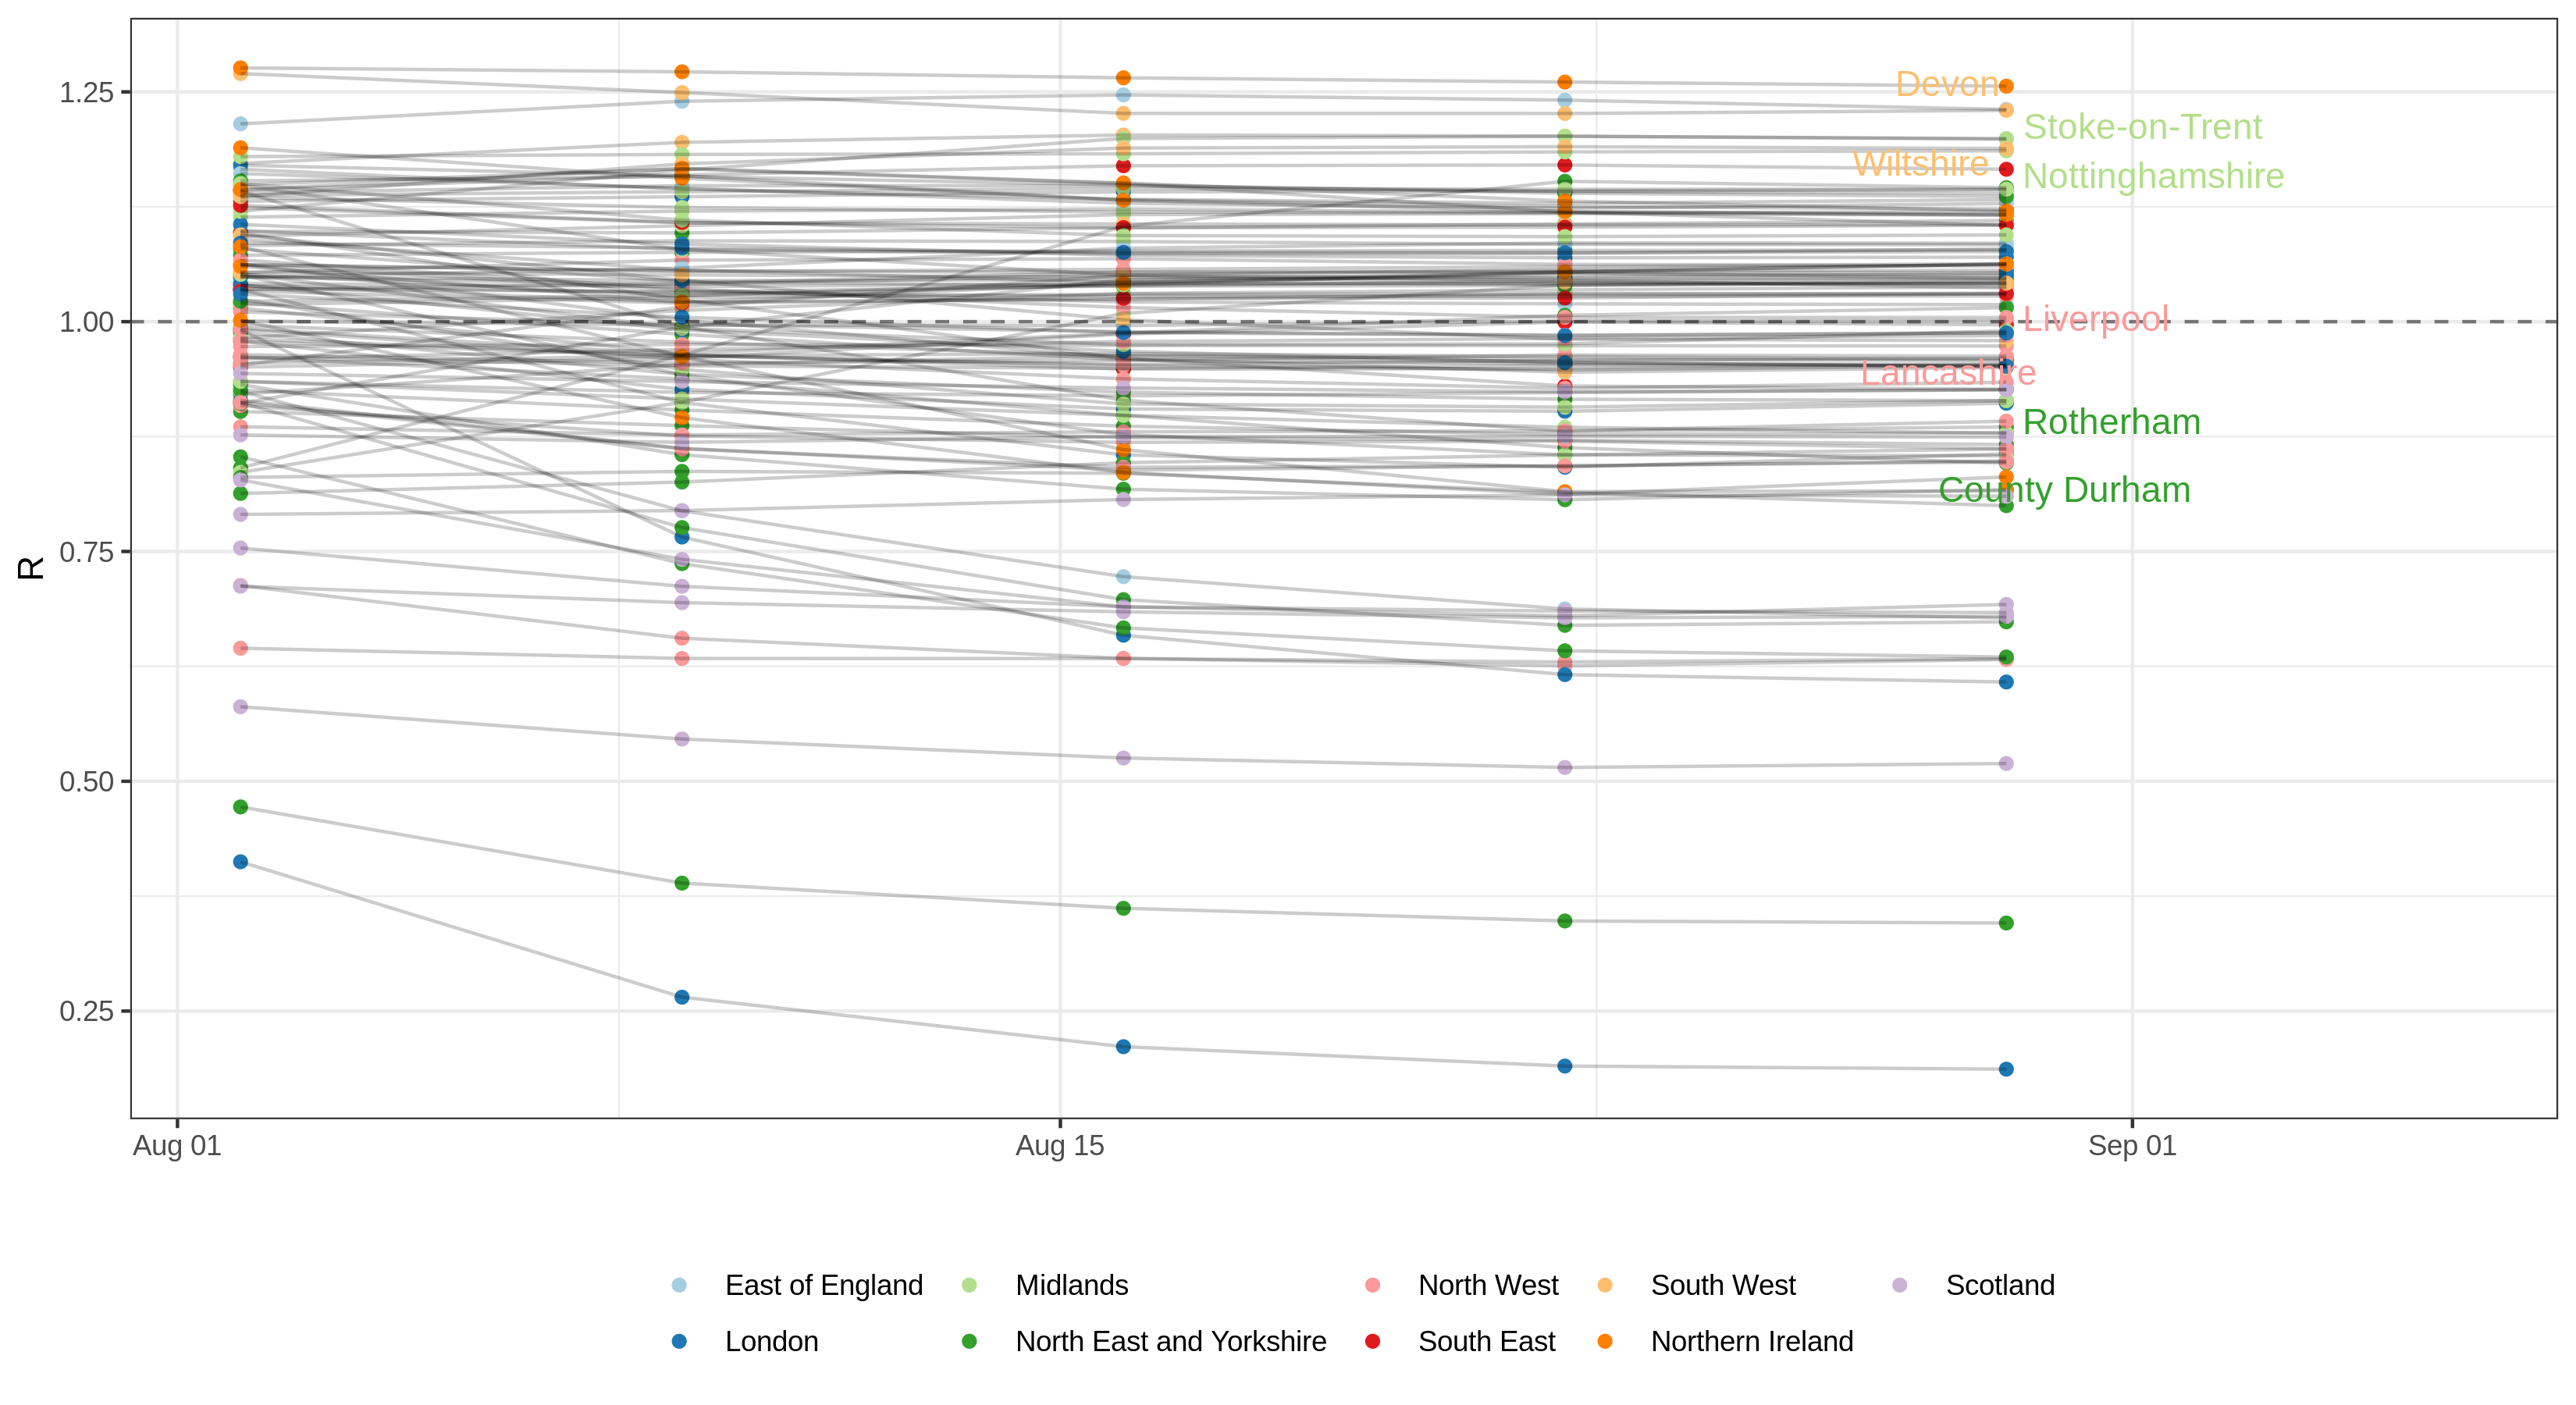 1.25
1.00
0.75
0.50
0.25
R
Devon
Stoke-on-Trent
Wiltshire
Nottinghamshire
Liverpool
Lancashire
Rotherham
County Durham
Aug 01
Aug 15
Sep 01
East of England
Midlands
North West
South West
Scotland
London
North East and Yorkshire
South East
Northern Ireland